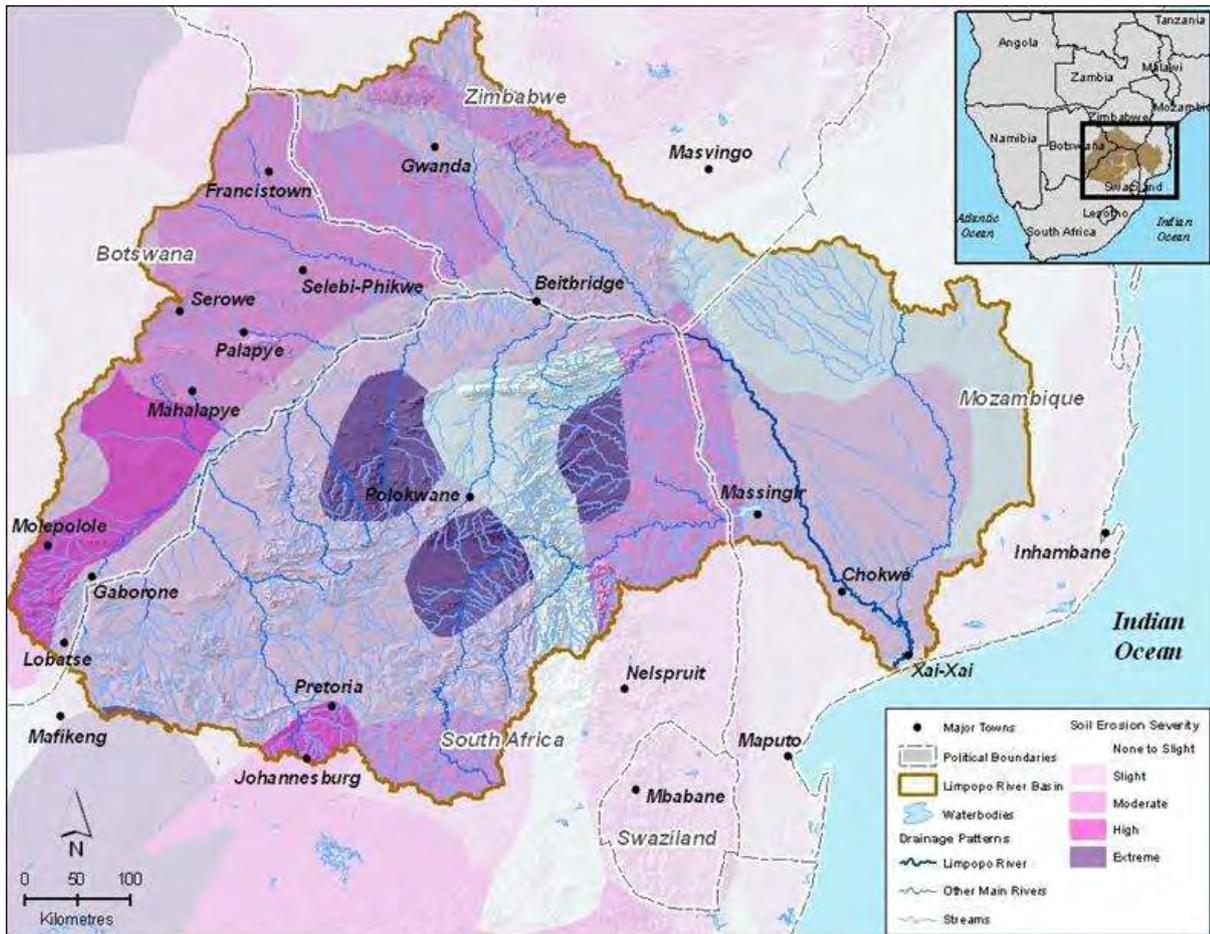 Zimbabwe
Masvingo
Gwanda
Francistown
Botswana
Selebi-Phikwe
Beitbridge
Serowe
Palapye
Mahalapye
Mozambique
Polokwane
Massingir
Molepolole
Inhambane
Gaborone
Chokwé
Indian
Ocean
Lobatse
Xai-Xai
Nelspruit
Pretoria
Mafikeng
South Africa
Maputo
Johannesburg
Mbabane
Swaziland
N
0 50 100
Kilometres
Tanzania
Angola
Malawi
Zambia
Mozambic
Zimbabwe
Namibia
Botswana
Swaziland
Lesotho
Atlantic
Ocean
South Africa
Indian
Ocean
Major Towns
Political Boundaries
Limpopo River Basin
Waterbodies
Drainage Patterns
Limpopo River
Other Main Rivers
Streams
Soil Erosion Severity
None to Slight
Slight
Moderate
High
Extreme